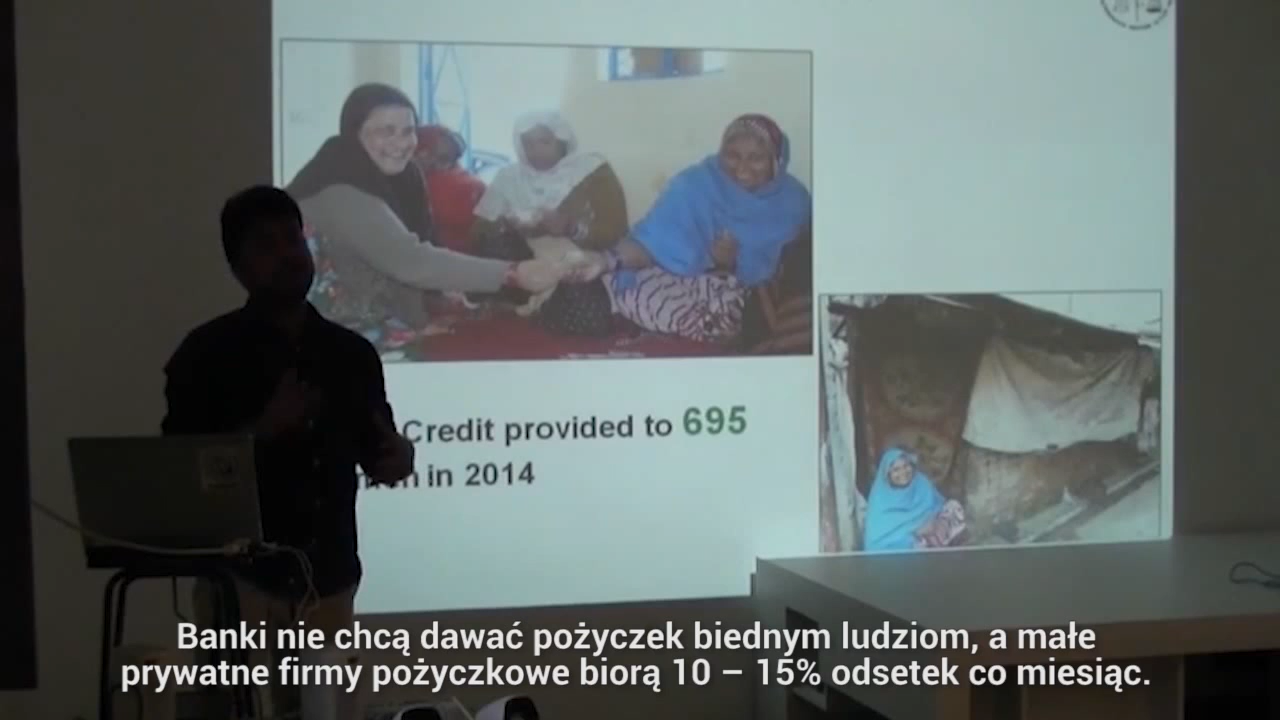 Credit provided to 695
in 2014
Banki nie chcą dawać pożyczek biednym ludziom, a małe
prywatne firmy pożyczkowe biorą 10 – 15% odsetek co miesiąc.